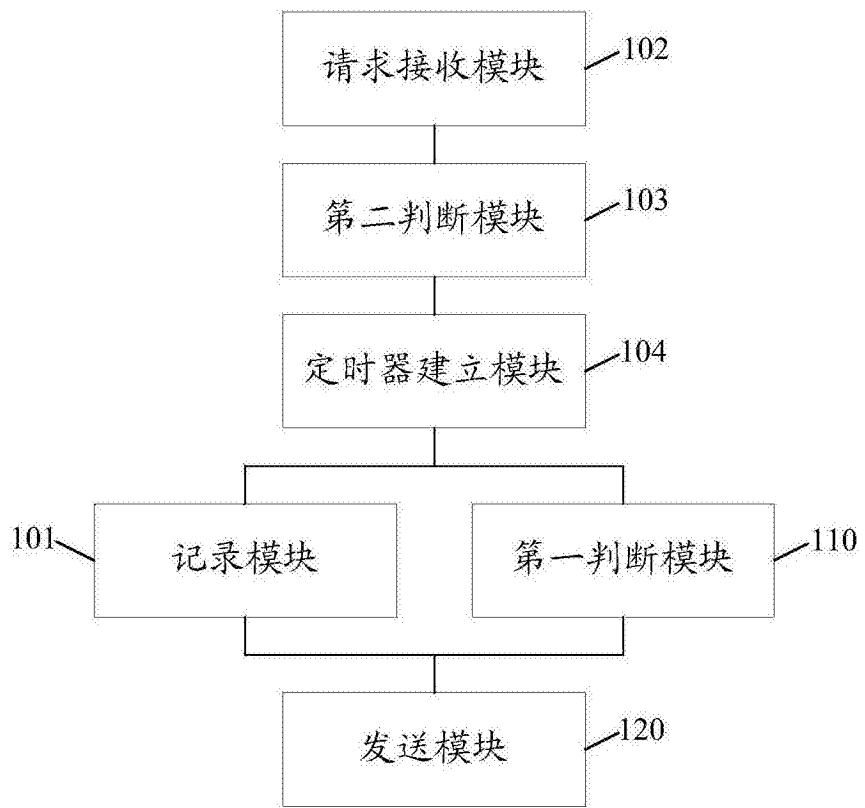 请求接收模块
102
第二判断模块
103
定时器建立模块
104
101
记录模块
第一判断模块
110
发送模块
120